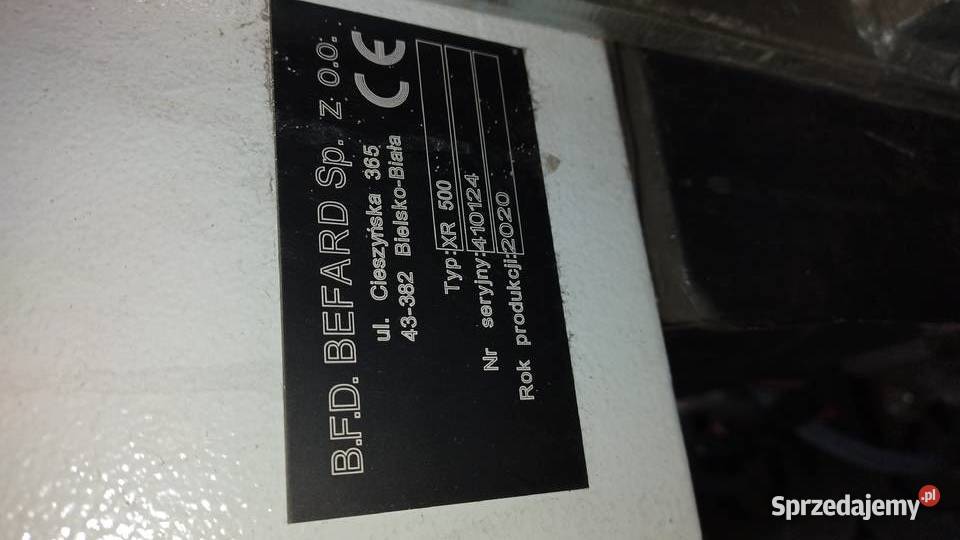 B.F.D. BEFARD Sp. z o.o.
ul. Cieszyńska 365
43-382 Bielsko-Biała
CE
Typ: XR 500
Nr seryjny: 410124
Rok produkcji: 2020
Sprzedajemy.pl